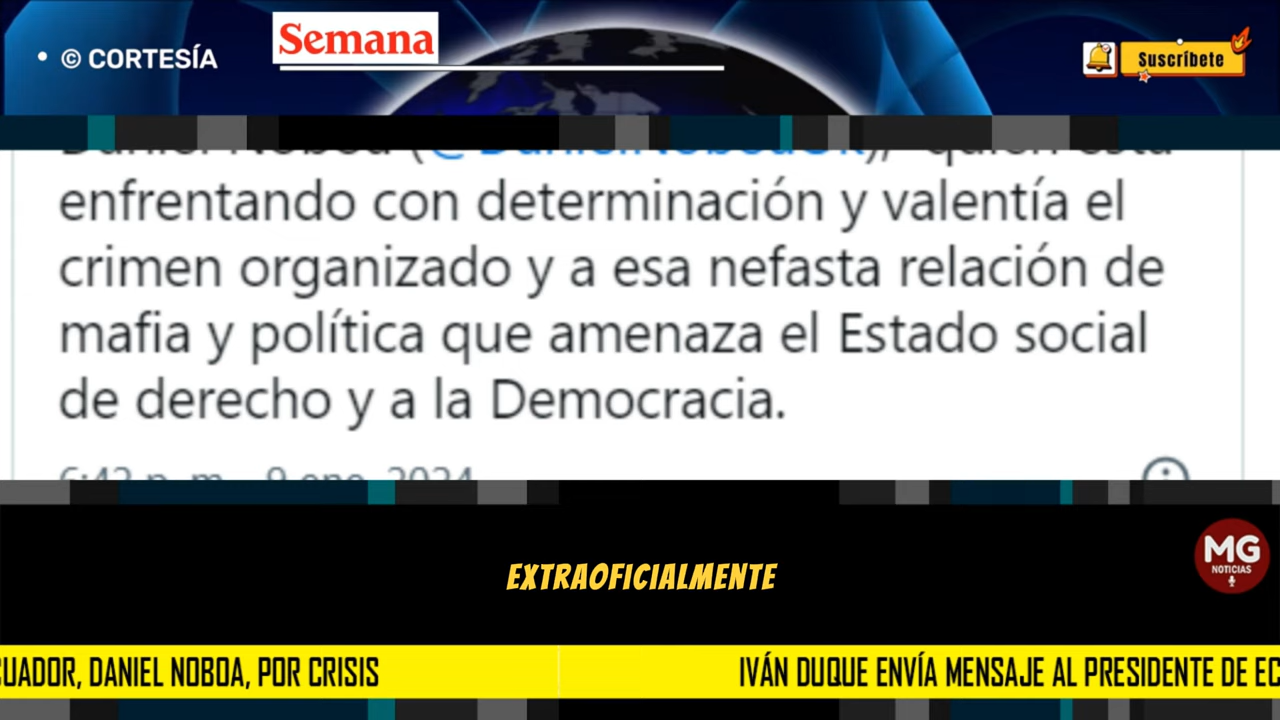 • © CORTESÍA
Semana
Suscríbete
enfrentando con determinación y valentía el
crimen organizado y a esa nefasta relación de
mafia y política que amenaza el Estado social
de derecho y a la Democracia.
EXTRAOFICIALMENTE
MG
NOTICIAS
CUADOR, DANIEL NOBOA, POR CRISIS
IVÁN DUQUE ENVÍA MENSAJE AL PRESIDENTE DE EC